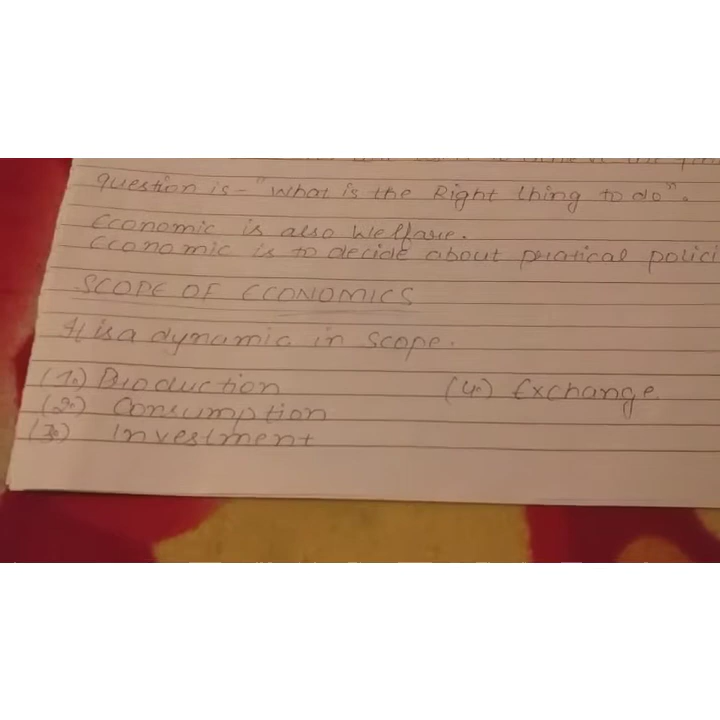 question is - "What is the Right thing to do".
Economic is also Welfare.
Economic is to decide about pratical polici
SCOPE OF ECONOMICS
It is a dynamic in scope.
(1.) Production (4.) Exchange
(2.) Consumption
(3.) Investment